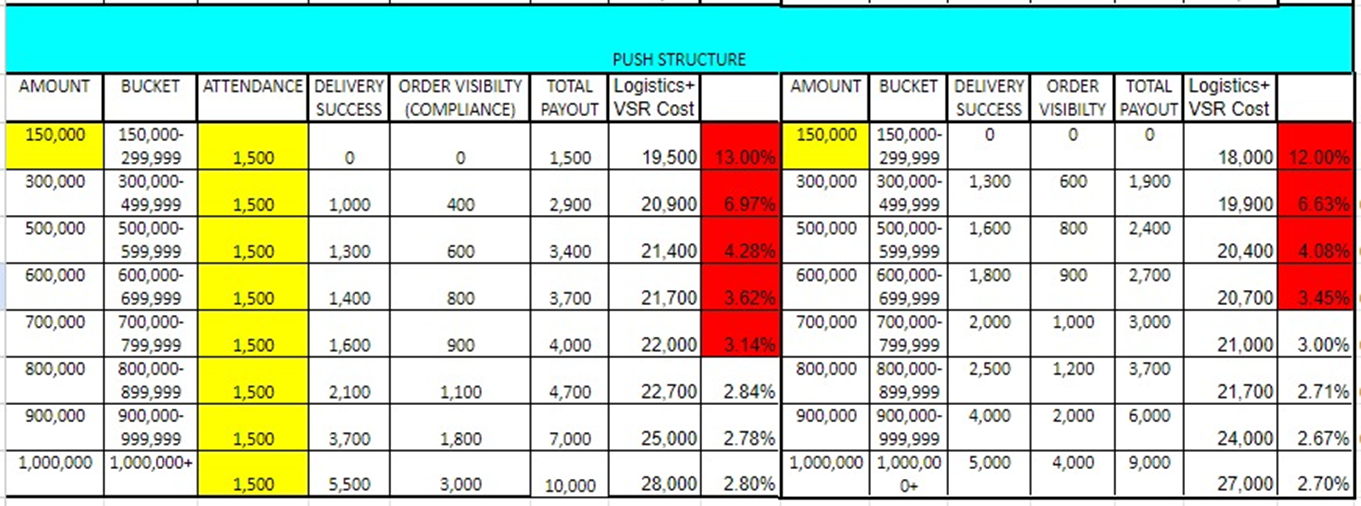 PUSH STRUCTURE
AMOUNT BUCKET ATTENDANCE DELIVERY SUCCESS ORDER VISIBILTY (COMPLIANCE) TOTAL PAYOUT Logistics+ VSR Cost AMOUNT BUCKET DELIVERY SUCCESS ORDER VISIBILTY TOTAL PAYOUT Logistics+ VSR Cost
150,000 150,000-299,999 1,500 0 0 1,500 19,500 13.00% 150,000 150,000-299,999 0 0 0 18,000 12.00%
300,000 300,000-499,999 1,500 1,000 400 2,900 20,900 6.97% 300,000 300,000-499,999 1,300 600 1,900 19,900 6.63%
500,000 500,000-599,999 1,500 1,300 600 3,400 21,400 4.28% 500,000 500,000-599,999 1,600 800 2,400 20,400 4.08%
600,000 600,000-699,999 1,500 1,400 800 3,700 21,700 3.62% 600,000 600,000-699,999 1,800 900 2,700 20,700 3.45%
700,000 700,000-799,999 1,500 1,600 900 4,000 22,000 3.14% 700,000 700,000-799,999 2,000 1,000 3,000 21,000 3.00%
800,000 800,000-899,999 1,500 2,100 1,100 4,700 22,700 2.84% 800,000 800,000-899,999 2,500 1,200 3,700 21,700 2.71%
900,000 900,000-999,999 1,500 3,700 1,800 7,000 25,000 2.78% 900,000 900,000-999,999 4,000 2,000 6,000 24,000 2.67%
1,000,000 1,000,000+ 1,500 5,500 3,000 10,000 28,000 2.80% 1,000,000 1,000,000+ 5,000 4,000 9,000 27,000 2.70%